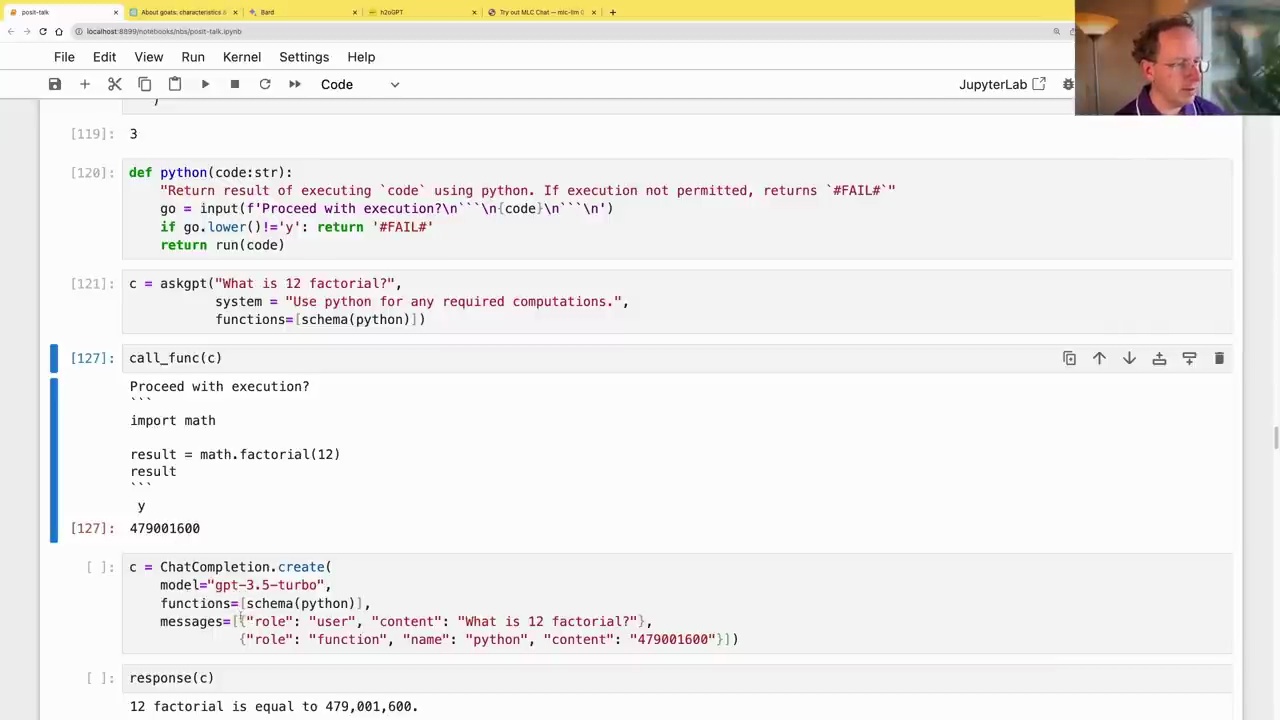 posit-talk
About goats: characteristics a
Bard
h2oGPT
Try out MLC Chat — mlc-llm
localhost:8899/notebooks/nbs/posit-talk.ipynb
File Edit View Run Kernel Settings Help
Code
JupyterLab
)
[119]: 3
[120]: def python(code:str):
"Return result of executing `code` using python. If execution not permitted, returns `#FAIL#`"
go = input(f'Proceed with execution?\n```\n{code}\n```\n')
if go.lower()!='y': return '#FAIL#'
return run(code)
[121]: c = askgpt("What is 12 factorial?",
system = "Use python for any required computations.",
functions=[schema(python)])
[127]: call_func(c)
Proceed with execution?
```
import math
result = math.factorial(12)
result
```
y
[127]: 479001600
[ ]: c = ChatCompletion.create(
model="gpt-3.5-turbo",
functions=[schema(python)],
messages=[{"role": "user", "content": "What is 12 factorial?"},
{"role": "function", "name": "python", "content": "479001600"}])
[ ]: response(c)
12 factorial is equal to 479,001,600.